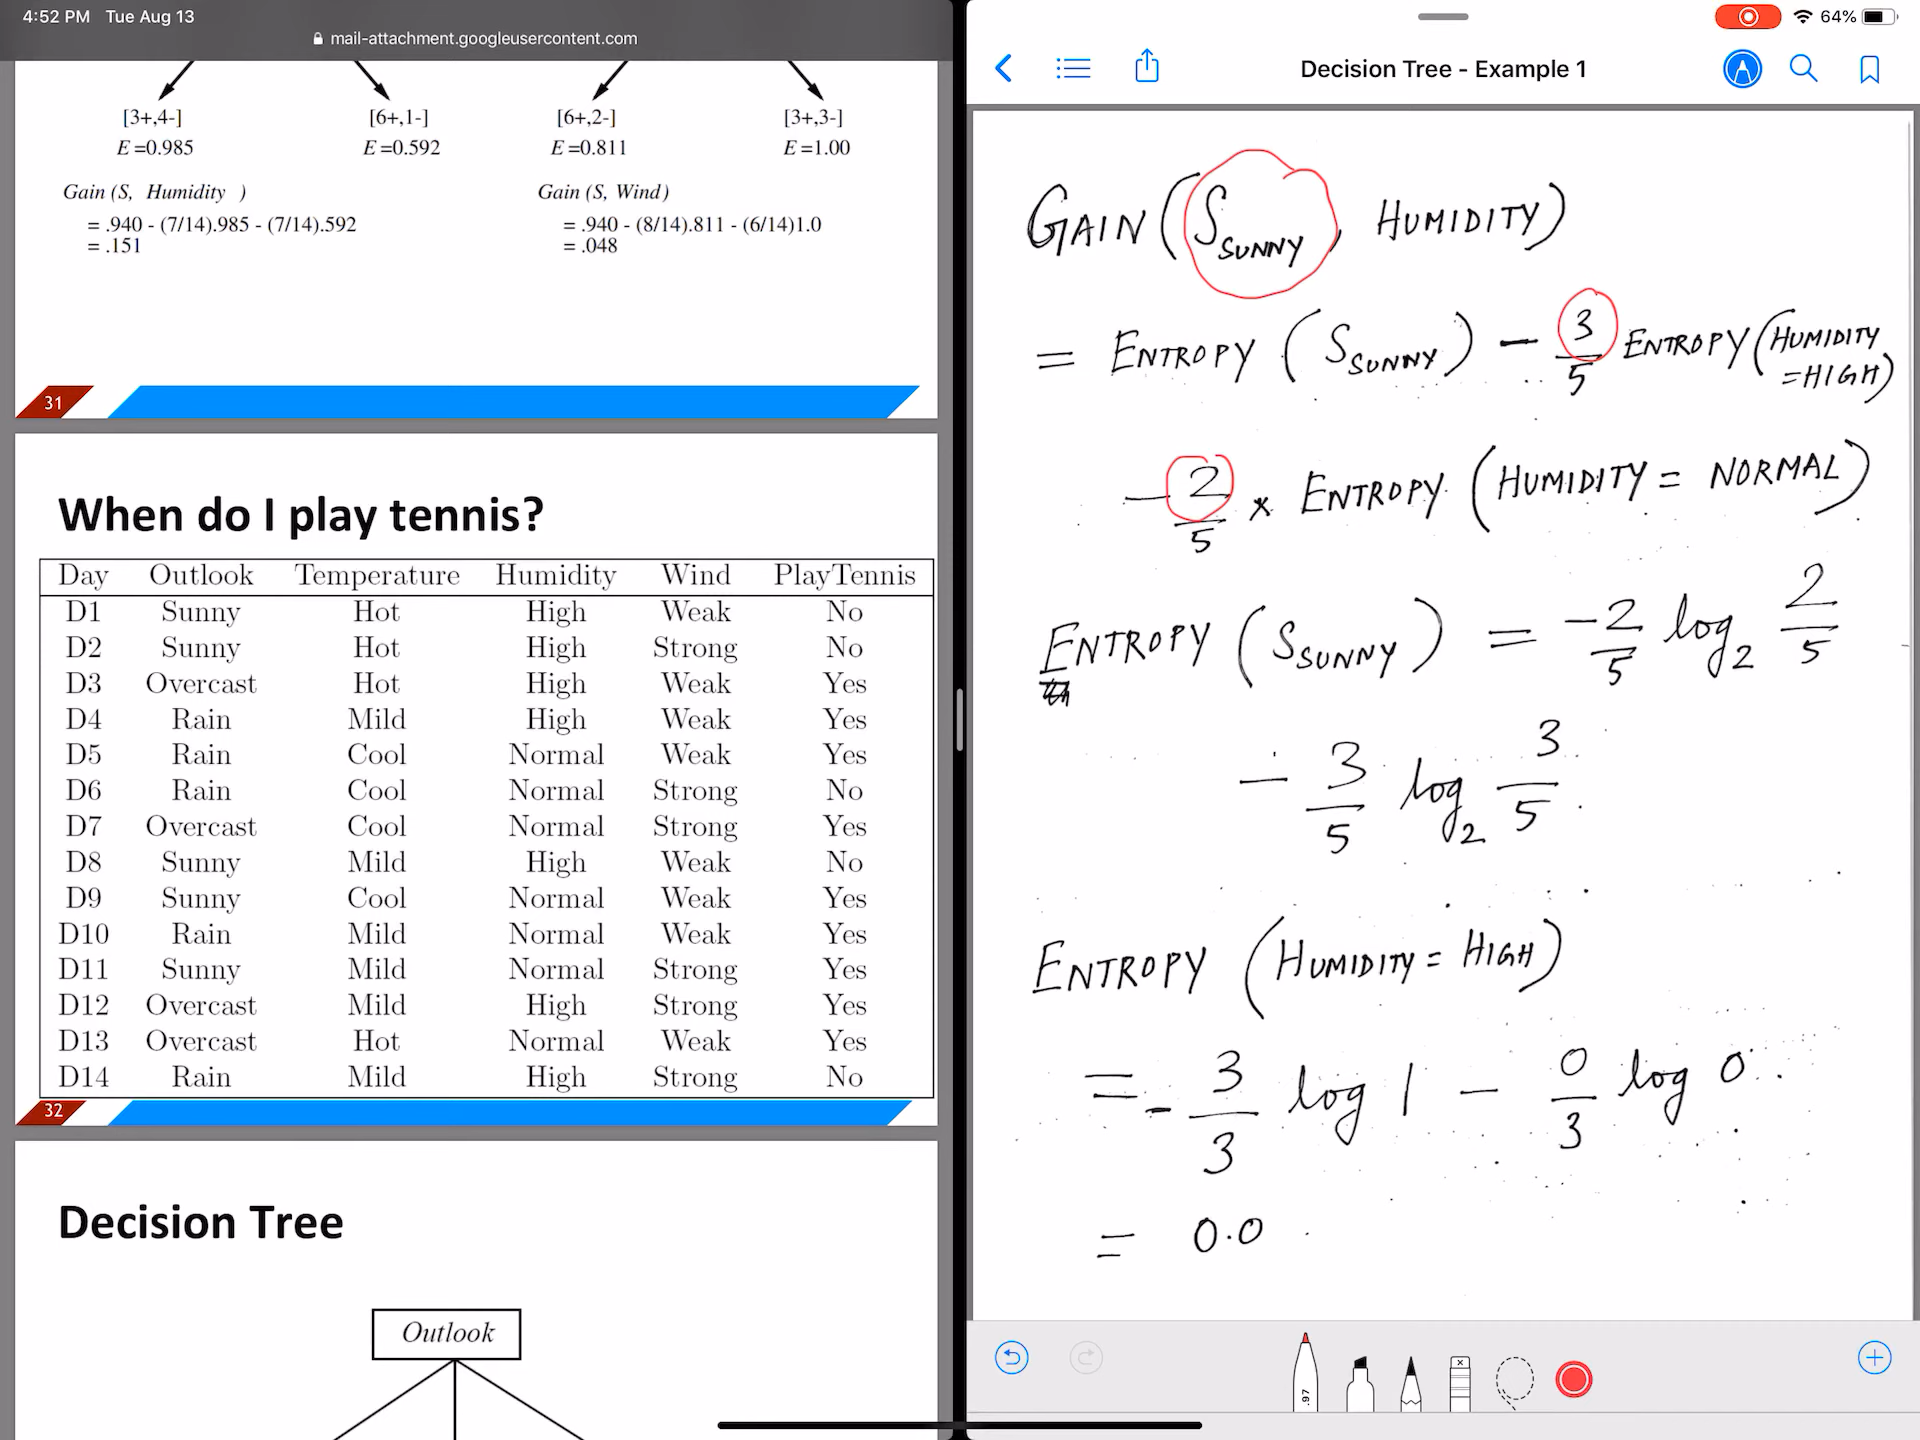 4:52 PM Tue Aug 13
mail-attachment.googleusercontent.com
[3+,4-] [6+,1-] [6+,2-] [3+,3-]
E =0.985 E =0.592 E =0.811 E =1.00
Gain (S, Humidity ) Gain (S, Wind)
= .940 - (7/14).985 - (7/14).592 = .940 - (8/14).811 - (6/14)1.0
= .151 = .048
31
When do I play tennis?
Day Outlook Temperature Humidity Wind PlayTennis
D1 Sunny Hot High Weak No
D2 Sunny Hot High Strong No
D3 Overcast Hot High Weak Yes
D4 Rain Mild High Weak Yes
D5 Rain Cool Normal Weak Yes
D6 Rain Cool Normal Strong No
D7 Overcast Cool Normal Strong Yes
D8 Sunny Mild High Weak No
D9 Sunny Cool Normal Weak Yes
D10 Rain Mild Normal Weak Yes
D11 Sunny Mild Normal Strong Yes
D12 Overcast Mild High Strong Yes
D13 Overcast Hot Normal Weak Yes
D14 Rain Mild High Strong No
32
Decision Tree
Outlook
64%
Decision Tree - Example 1
GAIN(S SUNNY, HUMIDITY)
= ENTROPY (S SUNNY) - 3/5 ENTROPY (HUMIDITY
=HIGH)
- 2/5 × ENTROPY (HUMIDITY = NORMAL)
ENTROPY (S SUNNY) = -2/5 log2 2/5
- 3/5 log2 3/5
ENTROPY (HUMIDITY = HIGH)
= - 3/3 log 1 - 0/3 log 0
= 0.0
.97